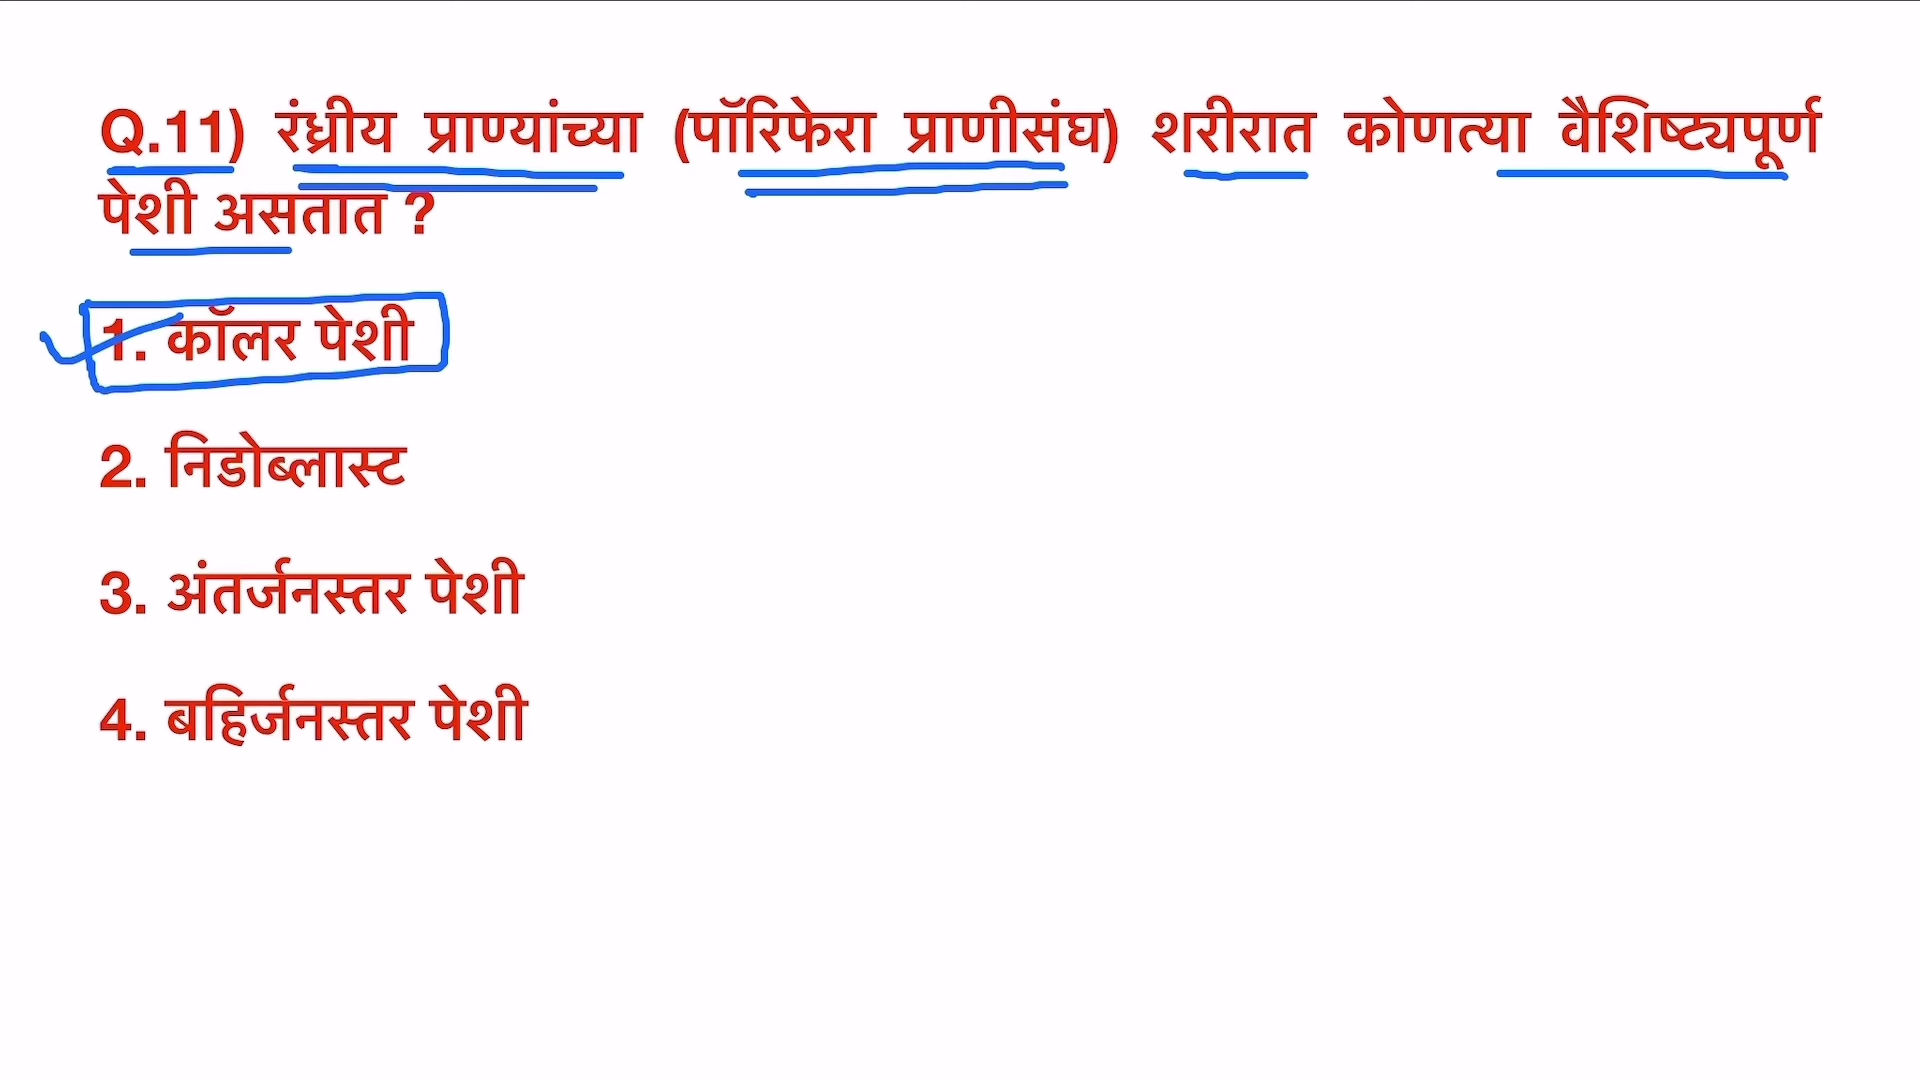 Q.11) रंध्रीय प्राण्यांच्या (पॉरिफेरा प्राणीसंघ) शरीरात कोणत्या वैशिष्ट्यपूर्ण
पेशी असतात ?
1. कॉलर पेशी
2. निडोब्लास्ट
3. अंतर्जनस्तर पेशी
4. बहिर्जनस्तर पेशी